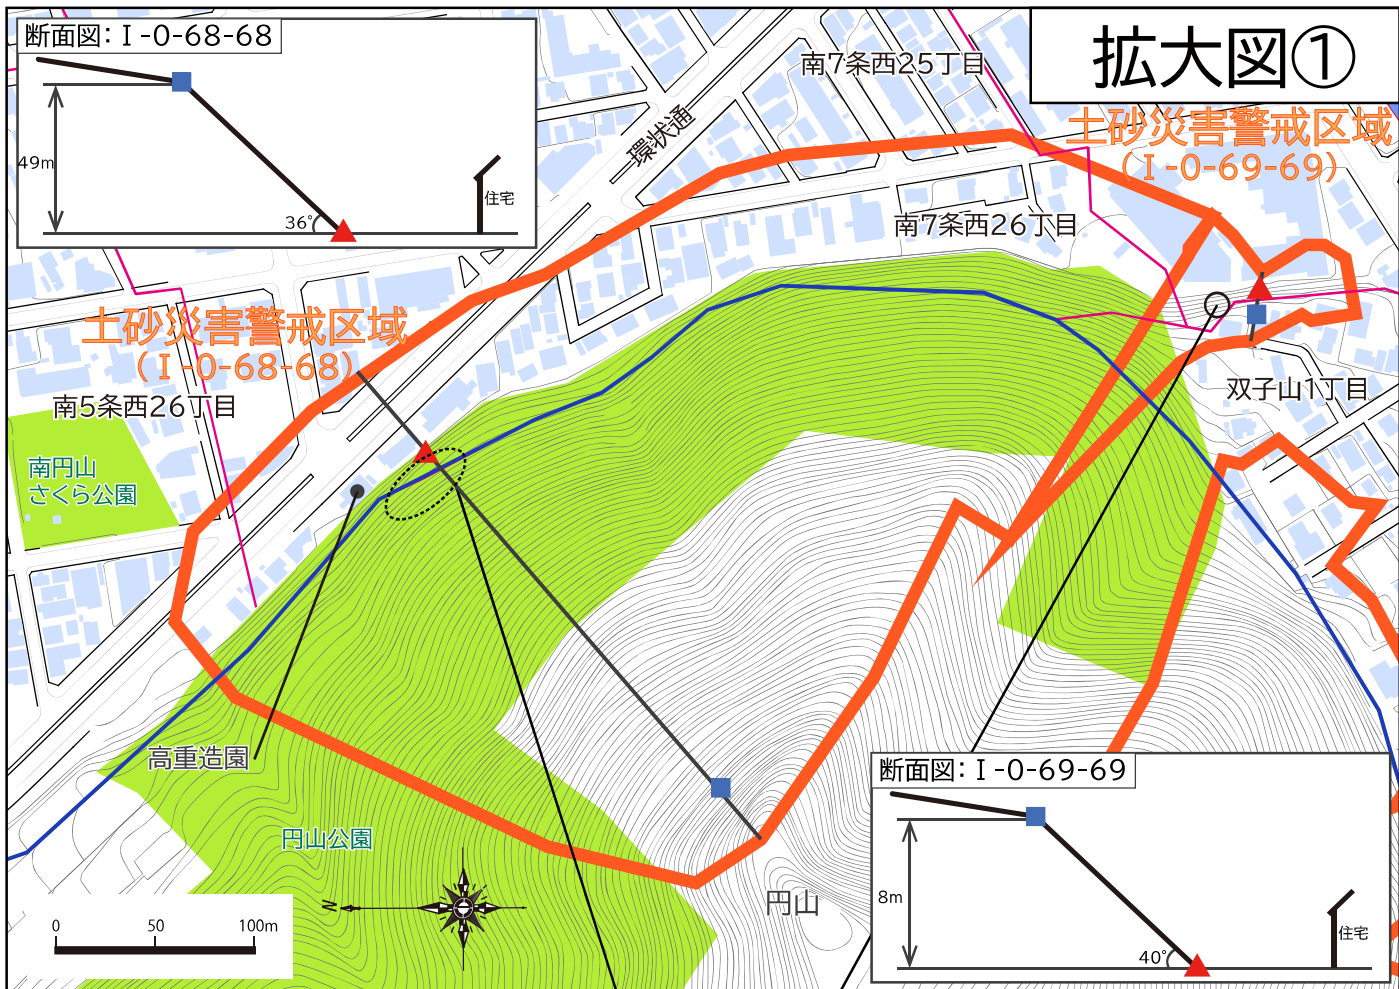 断面図：Ⅰ-0-68-68
49m
36°
住宅
拡大図①
南7条西25丁目
環状通
土砂災害警戒区域
（Ⅰ-0-69-69）
南7条西26丁目
土砂災害警戒区域
（Ⅰ-0-68-68）
南5条西26丁目
双子山1丁目
南円山
さくら公園
高重造園
円山公園
円山
N
0 50 100m
断面図：Ⅰ-0-69-69
8m
40°
住宅